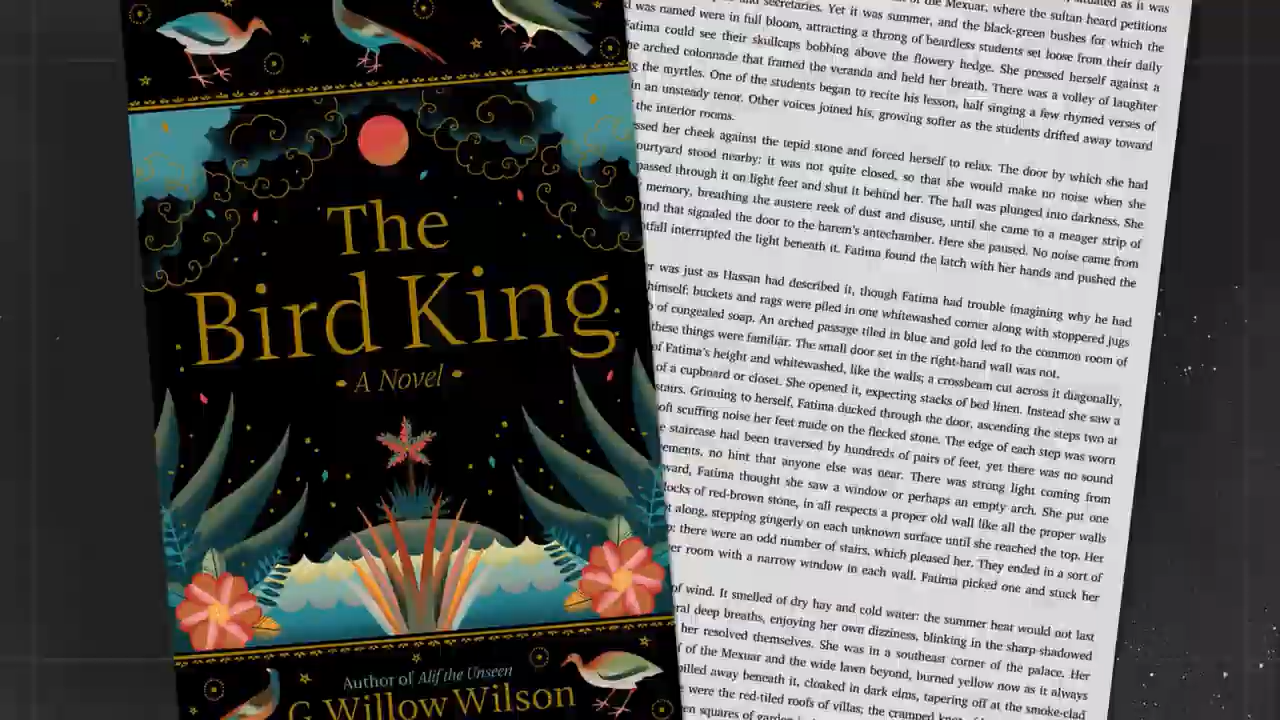 The
Bird King
A Novel
Author of Alif the Unseen
G. Willow Wilson
of the Mexuar, where the sultan heard petitions
and secretaries. Yet it was summer, and the black-green bushes for which the
was named were in full bloom, attracting a throng of beardless students set loose from their daily
Fatima could see their skullcaps bobbing above the flowery hedge. She pressed herself against a
arched colonnade that framed the veranda and held her breath. There was a volley of laughter
the myrtles. One of the students began to recite his lesson, half singing a few rhymed verses of
in an unsteady tenor. Other voices joined his, growing softer as the students drifted away toward
the interior rooms.
her cheek against the tepid stone and forced herself to relax. The door by which she had
stood nearby; it was not quite closed, so that she would make no noise when she
passed through it on light feet and shut it behind her. The hall was plunged into darkness. She
memory, breathing the austere reek of dust and disuse, until she came to a meager strip of
that signaled the door to the harem's antechamber. Here she paused. No noise came from
interrupted the light beneath it. Fatima found the latch with her hands and pushed the
was just as Hassan had described it, though Fatima had trouble imagining why he had
himself: buckets and rags were piled in one whitewashed corner along with stoppered jugs
of congealed soap. An arched passage tiled in blue and gold led to the common room of
these things were familiar. The small door set in the right-hand wall was not.
of Fatima's height and whitewashed, like the walls; a crossbeam cut across it diagonally,
of a cupboard or closet. She opened it, expecting stacks of bed linen. Instead she saw a
stairs. Grinning to herself, Fatima ducked through the door, ascending the steps two at
scuffing noise her feet made on the flecked stone. The edge of each step was worn
staircase had been traversed by hundreds of pairs of feet, yet there was no sound
no hint that anyone else was near. There was strong light coming from
Fatima thought she saw a window or perhaps an empty arch. She put one
of red-brown stone, in all respects a proper old wall like all the proper walls
along, stepping gingerly on each unknown surface until she reached the top. Her
there were an odd number of stairs, which pleased her. They ended in a sort of
room with a narrow window in each wall. Fatima picked one and stuck her
of wind. It smelled of dry hay and cold water: the summer heat would not last
deep breaths, enjoying her own dizziness, blinking in the sharp-shadowed
her resolved themselves. She was in a southeast corner of the palace. Her
of the Mexuar and the wide lawn beyond, burned yellow now as it always
away beneath it, cloaked in dark elms, tapering off at the smoke-clad
were the red-tiled roofs of villas; the cramped
squares of